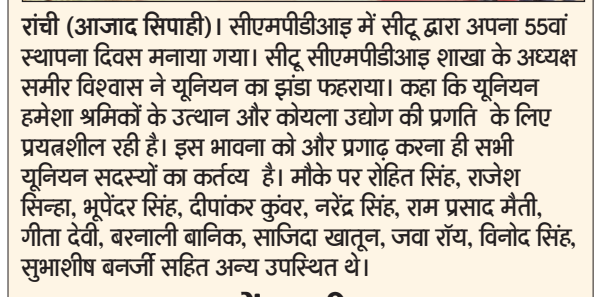 रांची (आजाद सिपाही)। सीएमपीडीआइ में सीटू द्वारा अपना 55वां
स्थापना दिवस मनाया गया। सीटू सीएमपीडीआइ शाखा के अध्यक्ष
समीर विश्वास ने यूनियन का झंडा फहराया। कहा कि यूनियन
हमेशा श्रमिकों के उत्थान और कोयला उद्योग की प्रगति के लिए
प्रयत्नशील रही है। इस भावना को और प्रगाढ़ करना ही सभी
यूनियन सदस्यों का कर्तव्य है। मौके पर रोहित सिंह, राजेश
सिन्हा, भूपेंदर सिंह, दीपांकर कुंवर, नरेंद्र सिंह, राम प्रसाद मैती,
गीता देवी, बरनाली बानिक, साजिदा खातून, जवा रॉय, विनोद सिंह,
सुभाशीष बनर्जी सहित अन्य उपस्थित थे।